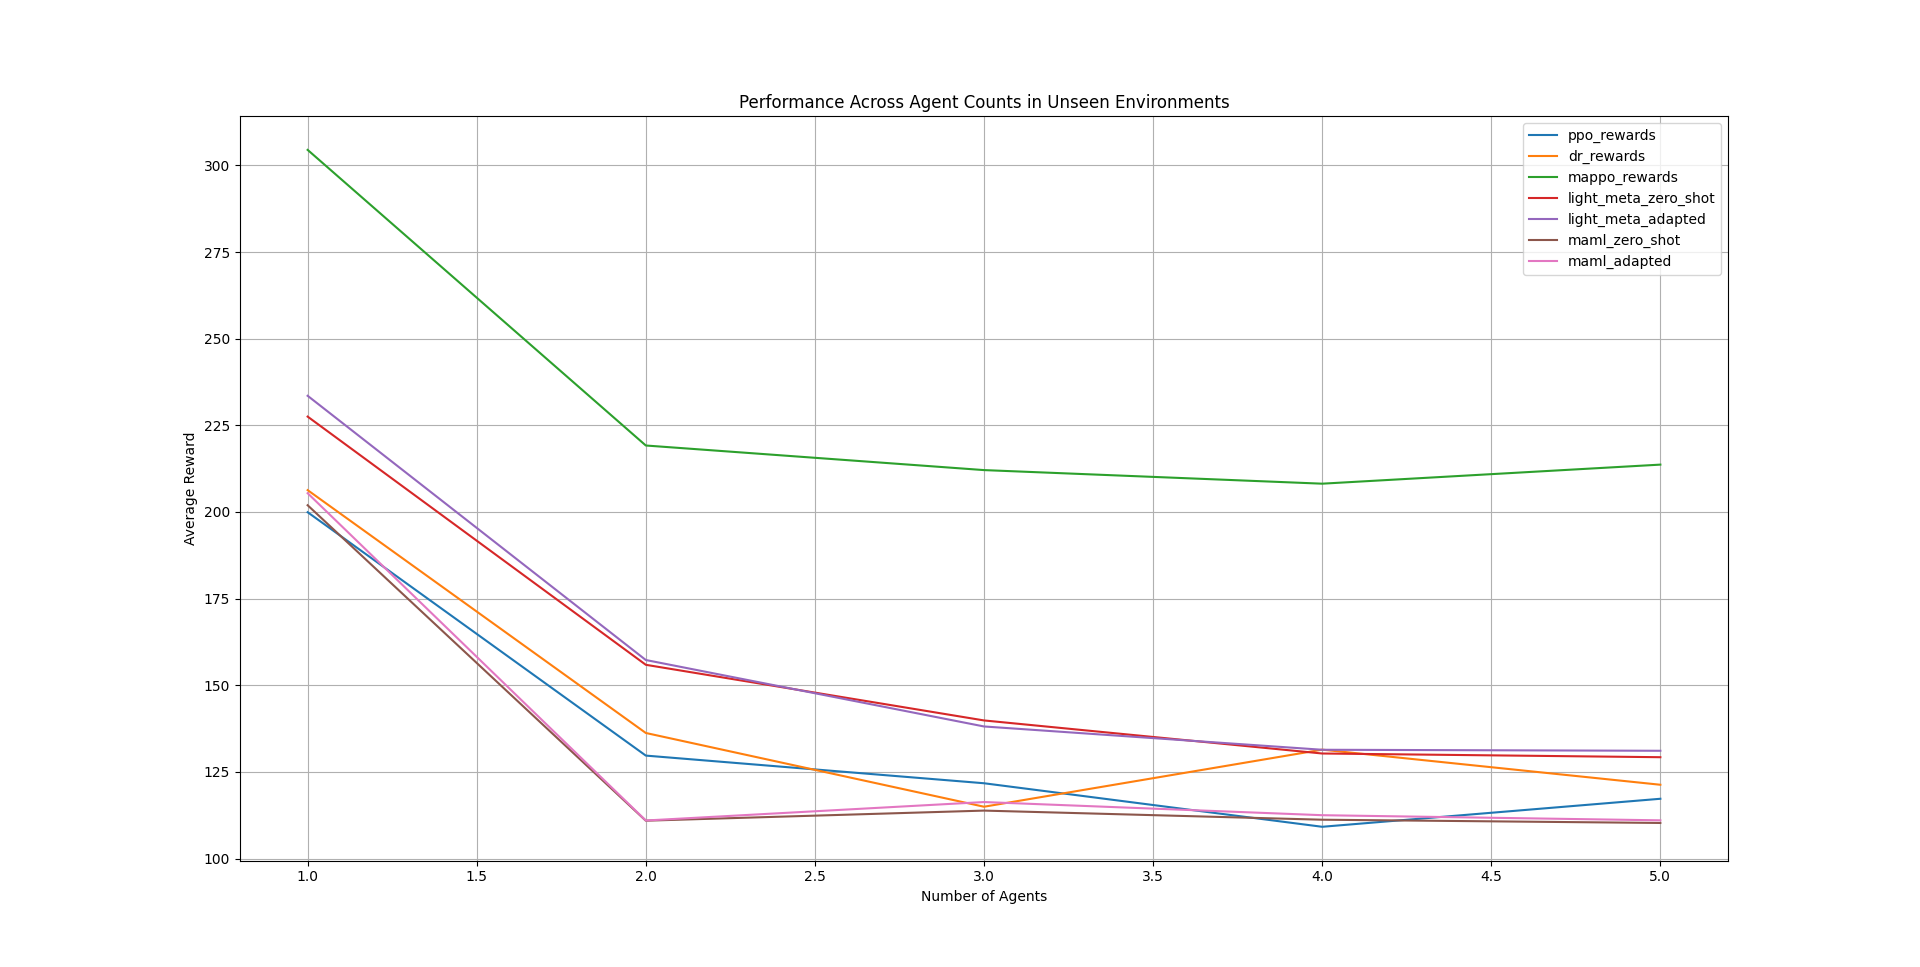 Performance Across Agent Counts in Unseen Environments
ppo_rewards
dr_rewards
mappo_rewards
light_meta_zero_shot
light_meta_adapted
maml_zero_shot
maml_adapted
Average Reward
300
275
250
225
200
175
150
125
100
1.0 1.5 2.0 2.5 3.0 3.5 4.0 4.5 5.0
Number of Agents